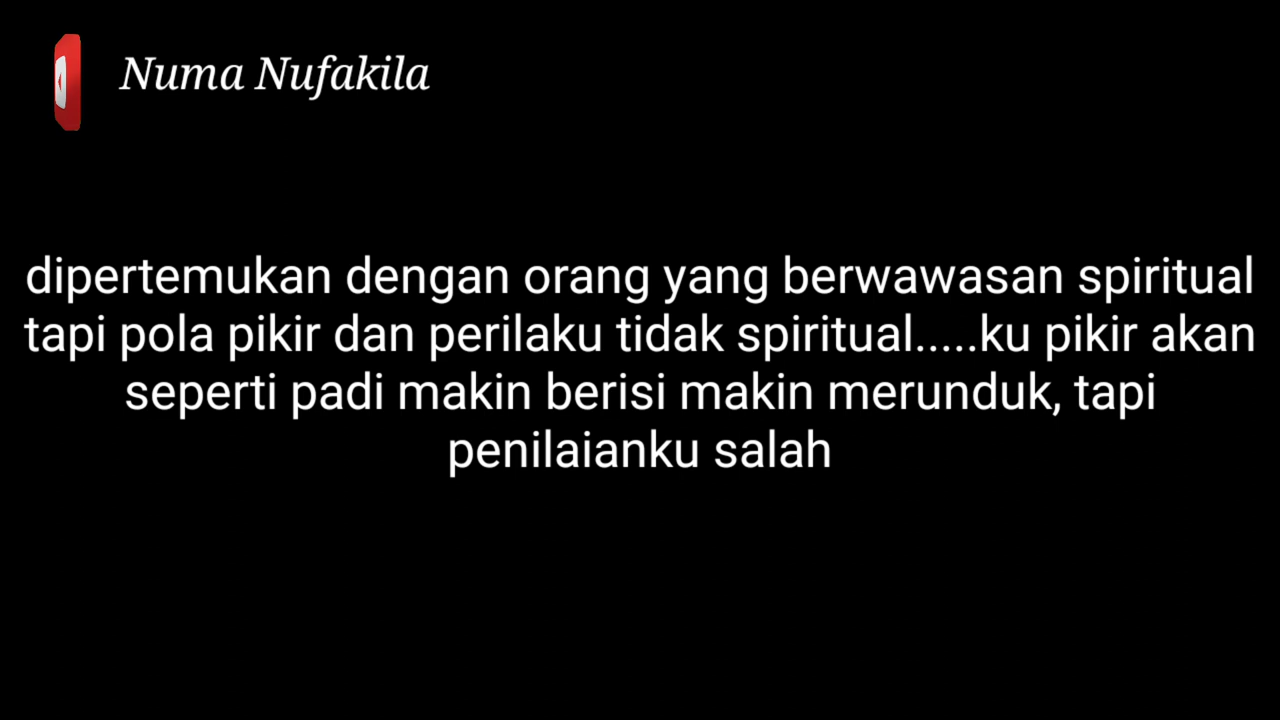 Numa Nufakila
dipertemukan dengan orang yang berwawasan spiritual
tapi pola pikir dan perilaku tidak spiritual.....ku pikir akan
seperti padi makin berisi makin merunduk, tapi
penilaianku salah